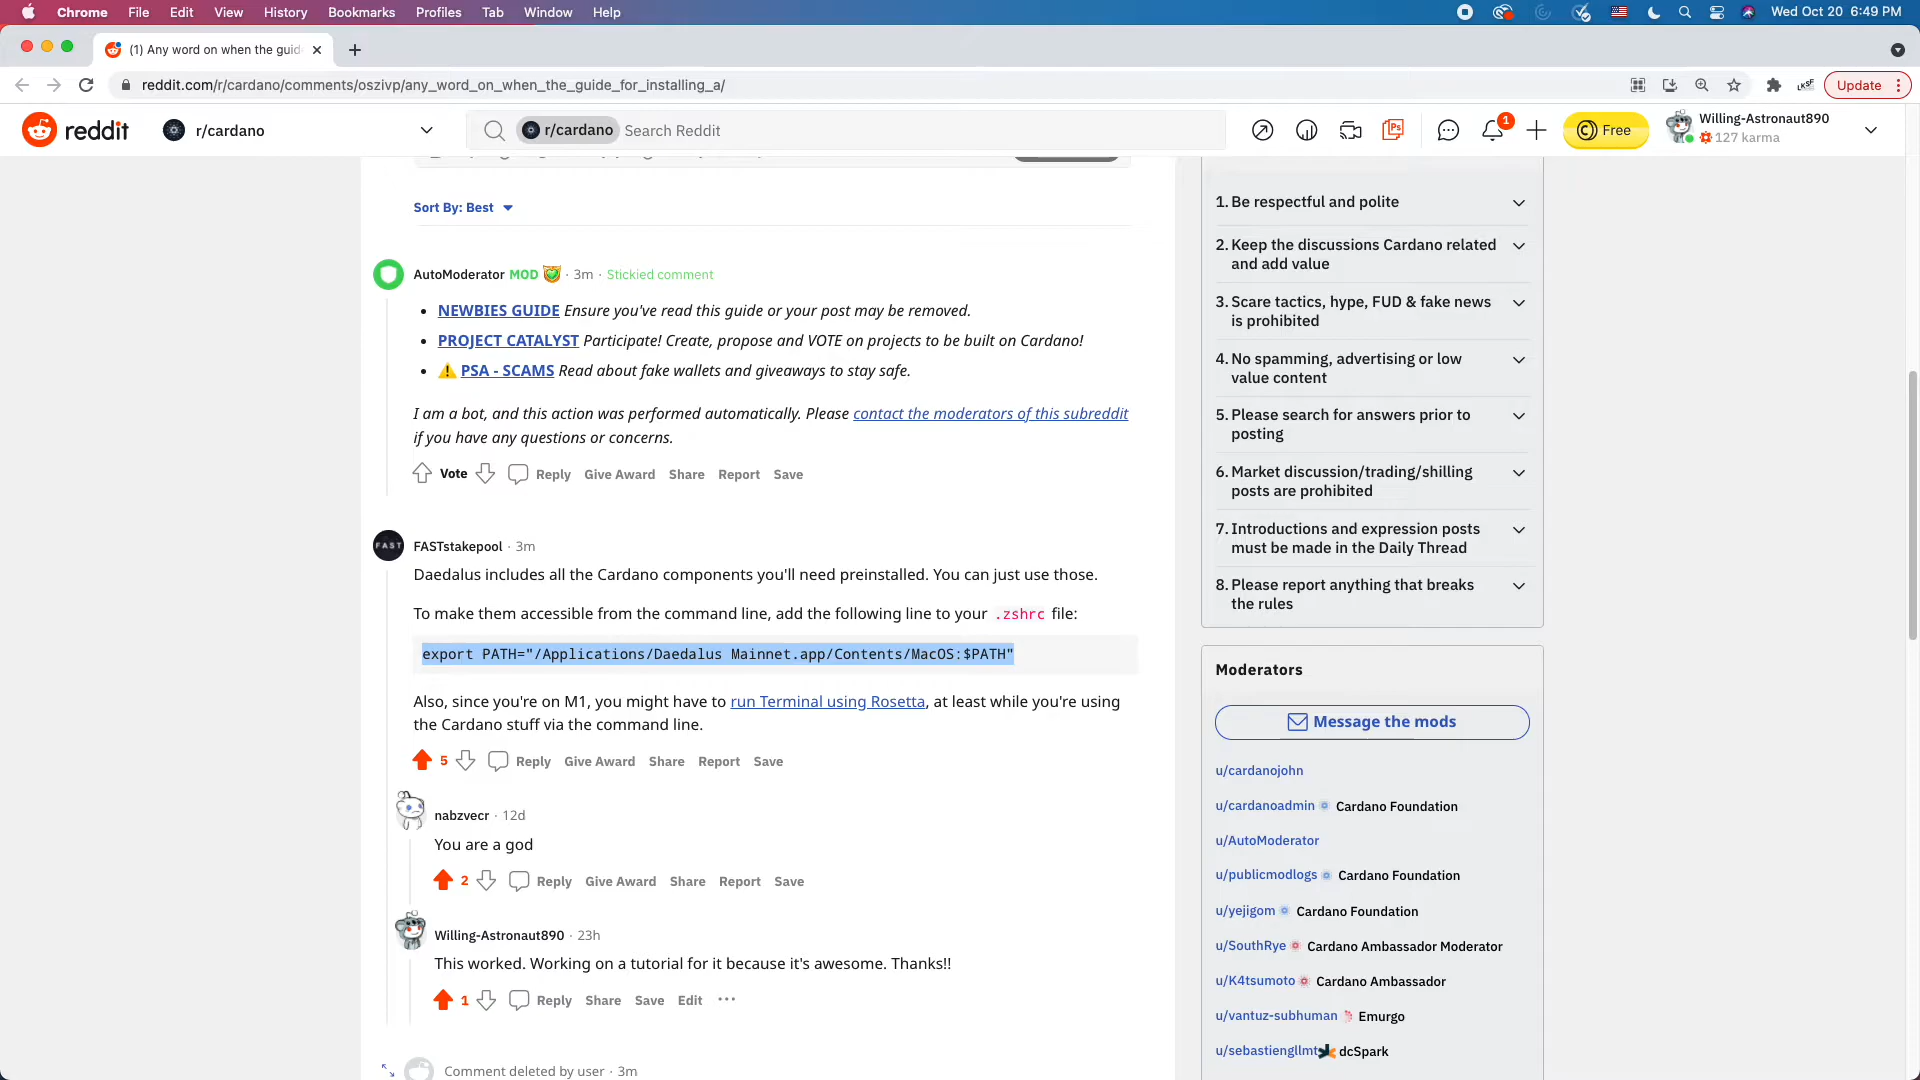 Chrome File Edit View History Bookmarks Profiles Tab Window Help Wed Oct 20 6:49 PM
(1) Any word on when the guid
reddit.com/r/cardano/comments/oszivp/any_word_on_when_the_guide_for_installing_a/ Update
reddit r/cardano r/cardano Search Reddit 1 Free Willing-Astronaut890
127 karma
Sort By: Best
AutoModerator MOD · 3m · Stickied comment
• NEWBIES GUIDE Ensure you've read this guide or your post may be removed.
• PROJECT CATALYST Participate! Create, propose and VOTE on projects to be built on Cardano!
• ⚠️ PSA - SCAMS Read about fake wallets and giveaways to stay safe.
I am a bot, and this action was performed automatically. Please contact the moderators of this subreddit
if you have any questions or concerns.
Vote Reply Give Award Share Report Save
FAST
FASTstakepool · 3m
Daedalus includes all the Cardano components you'll need preinstalled. You can just use those.
To make them accessible from the command line, add the following line to your .zshrc file:
export PATH="/Applications/Daedalus Mainnet.app/Contents/MacOS:$PATH"
Also, since you're on M1, you might have to run Terminal using Rosetta, at least while you're using
the Cardano stuff via the command line.
5 Reply Give Award Share Report Save
nabzvecr · 12d
You are a god
2 Reply Give Award Share Report Save
Willing-Astronaut890 · 23h
This worked. Working on a tutorial for it because it's awesome. Thanks!!
1 Reply Share Save Edit ···
Comment deleted by user · 3m
1. Be respectful and polite
2. Keep the discussions Cardano related
and add value
3. Scare tactics, hype, FUD & fake news
is prohibited
4. No spamming, advertising or low
value content
5. Please search for answers prior to
posting
6. Market discussion/trading/shilling
posts are prohibited
7. Introductions and expression posts
must be made in the Daily Thread
8. Please report anything that breaks
the rules
Moderators
Message the mods
u/cardanojohn
u/cardanoadmin Cardano Foundation
u/AutoModerator
u/publicmodlogs Cardano Foundation
u/yejigom Cardano Foundation
u/SouthRye Cardano Ambassador Moderator
u/K4tsumoto Cardano Ambassador
u/vantuz-subhuman Emurgo
u/sebastiengllmt dcSpark